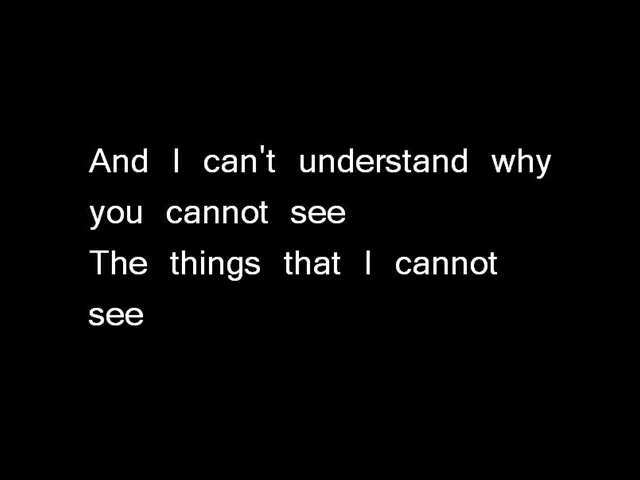 And I can't understand why
you cannot see
The things that I cannot
see